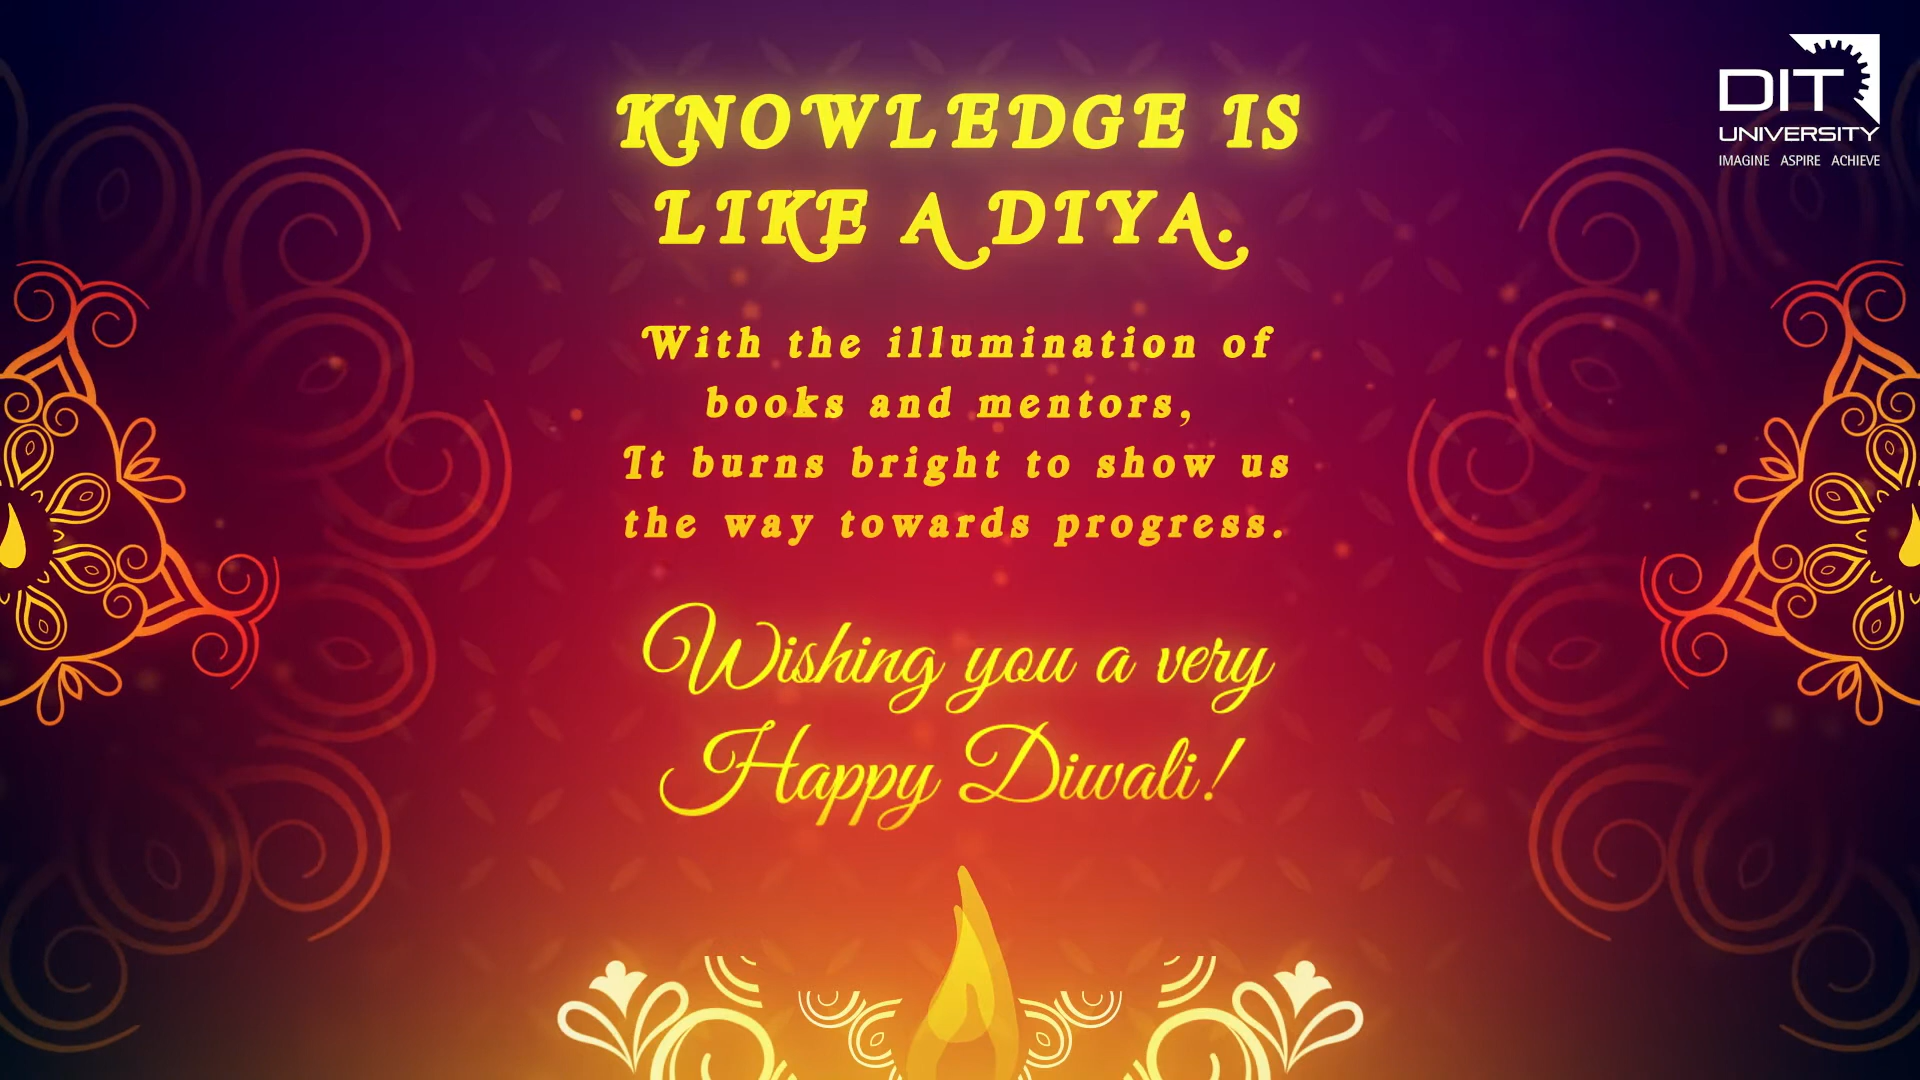 KNOWLEDGE IS
LIKE A DIYA.
With the illumination of
books and mentors,
It burns bright to show us
the way towards progress.
Wishing you a very
Happy Diwali!
DIT
UNIVERSITY
IMAGINE ASPIRE ACHIEVE